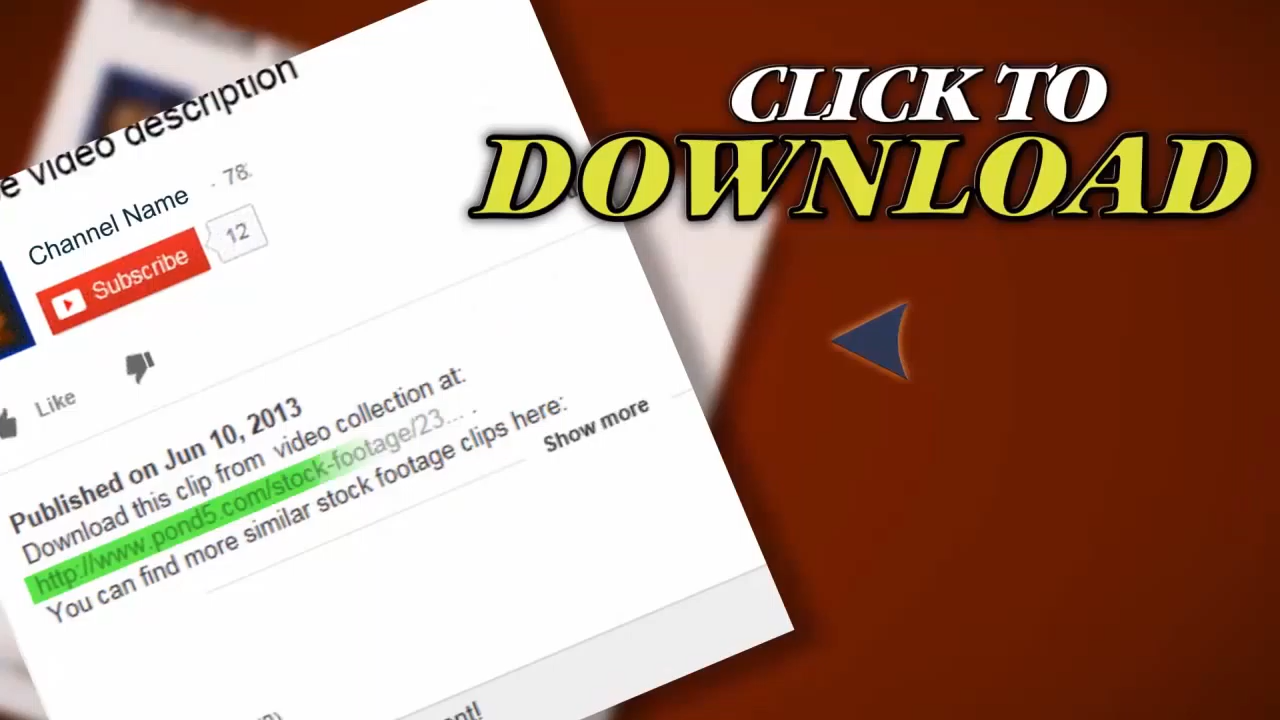 CLICK TO
DOWNLOAD
e video description
Channel Name
78
Subscribe
12
Like
Published on Jun 10, 2013
Download this clip from video collection at:
http://www.pond5.com/stock-footage/23...
You can find more similar stock footage clips here:
Show more